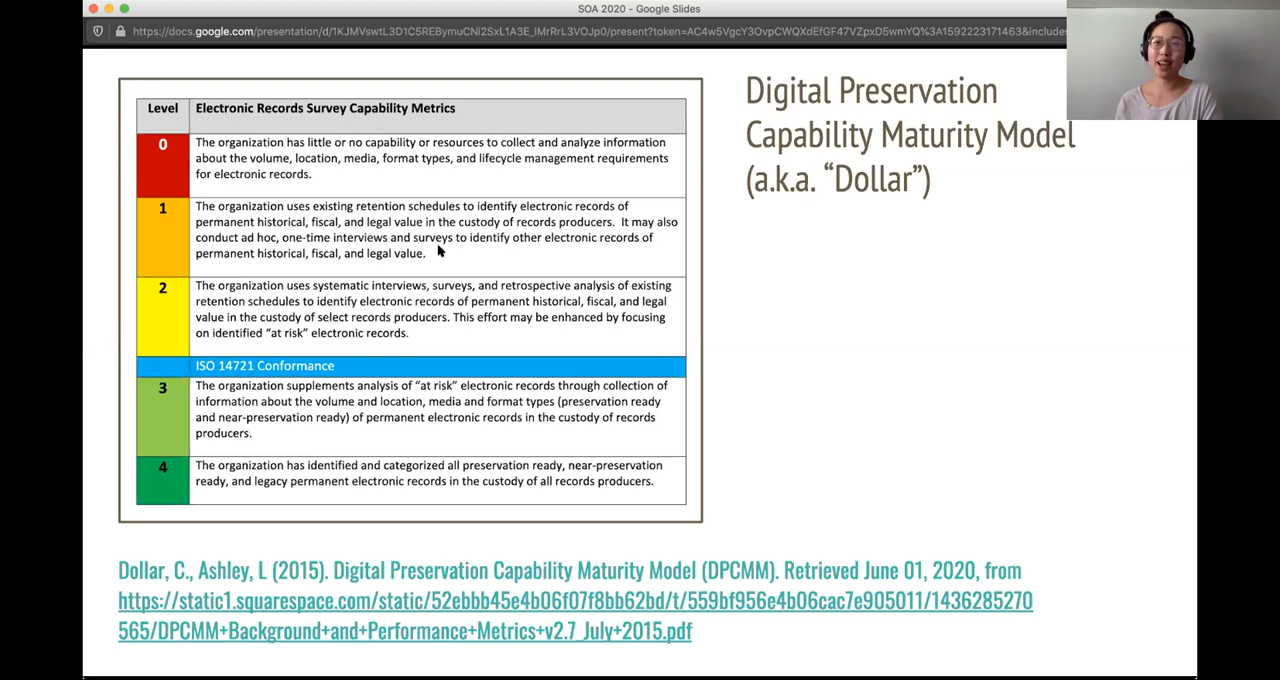 SOA 2020 - Google Slides
https://docs.google.com/presentation/d/1KJMVswtL3D1C5REBymuCNl2SxL1A3E_lMrRrL3VOJp0/present?token=AC4w5VgcY3OvpCWQXdEfGF47VZpxD5wmYQ%3A1592223171463&includes
Digital Preservation
Capability Maturity Model
(a.k.a. “Dollar”)
Level Electronic Records Survey Capability Metrics
0 The organization has little or no capability or resources to collect and analyze information
about the volume, location, media, format types, and lifecycle management requirements
for electronic records.
1 The organization uses existing retention schedules to identify electronic records of
permanent historical, fiscal, and legal value in the custody of records producers. It may also
conduct ad hoc, one-time interviews and surveys to identify other electronic records of
permanent historical, fiscal, and legal value.
2 The organization uses systematic interviews, surveys, and retrospective analysis of existing
retention schedules to identify electronic records of permanent historical, fiscal, and legal
value in the custody of select records producers. This effort may be enhanced by focusing
on identified “at risk” electronic records.
ISO 14721 Conformance
3 The organization supplements analysis of “at risk” electronic records through collection of
information about the volume and location, media and format types (preservation ready
and near-preservation ready) of permanent electronic records in the custody of records
producers.
4 The organization has identified and categorized all preservation ready, near-preservation
ready, and legacy permanent electronic records in the custody of all records producers.
Dollar, C., Ashley, L (2015). Digital Preservation Capability Maturity Model (DPCMM). Retrieved June 01, 2020, from
https://static1.squarespace.com/static/52ebbb45e4b06f07f8bb62bd/t/559bf956e4b06cac7e905011/1436285270
565/DPCMM+Background+and+Performance+Metrics+v2.7_July+2015.pdf